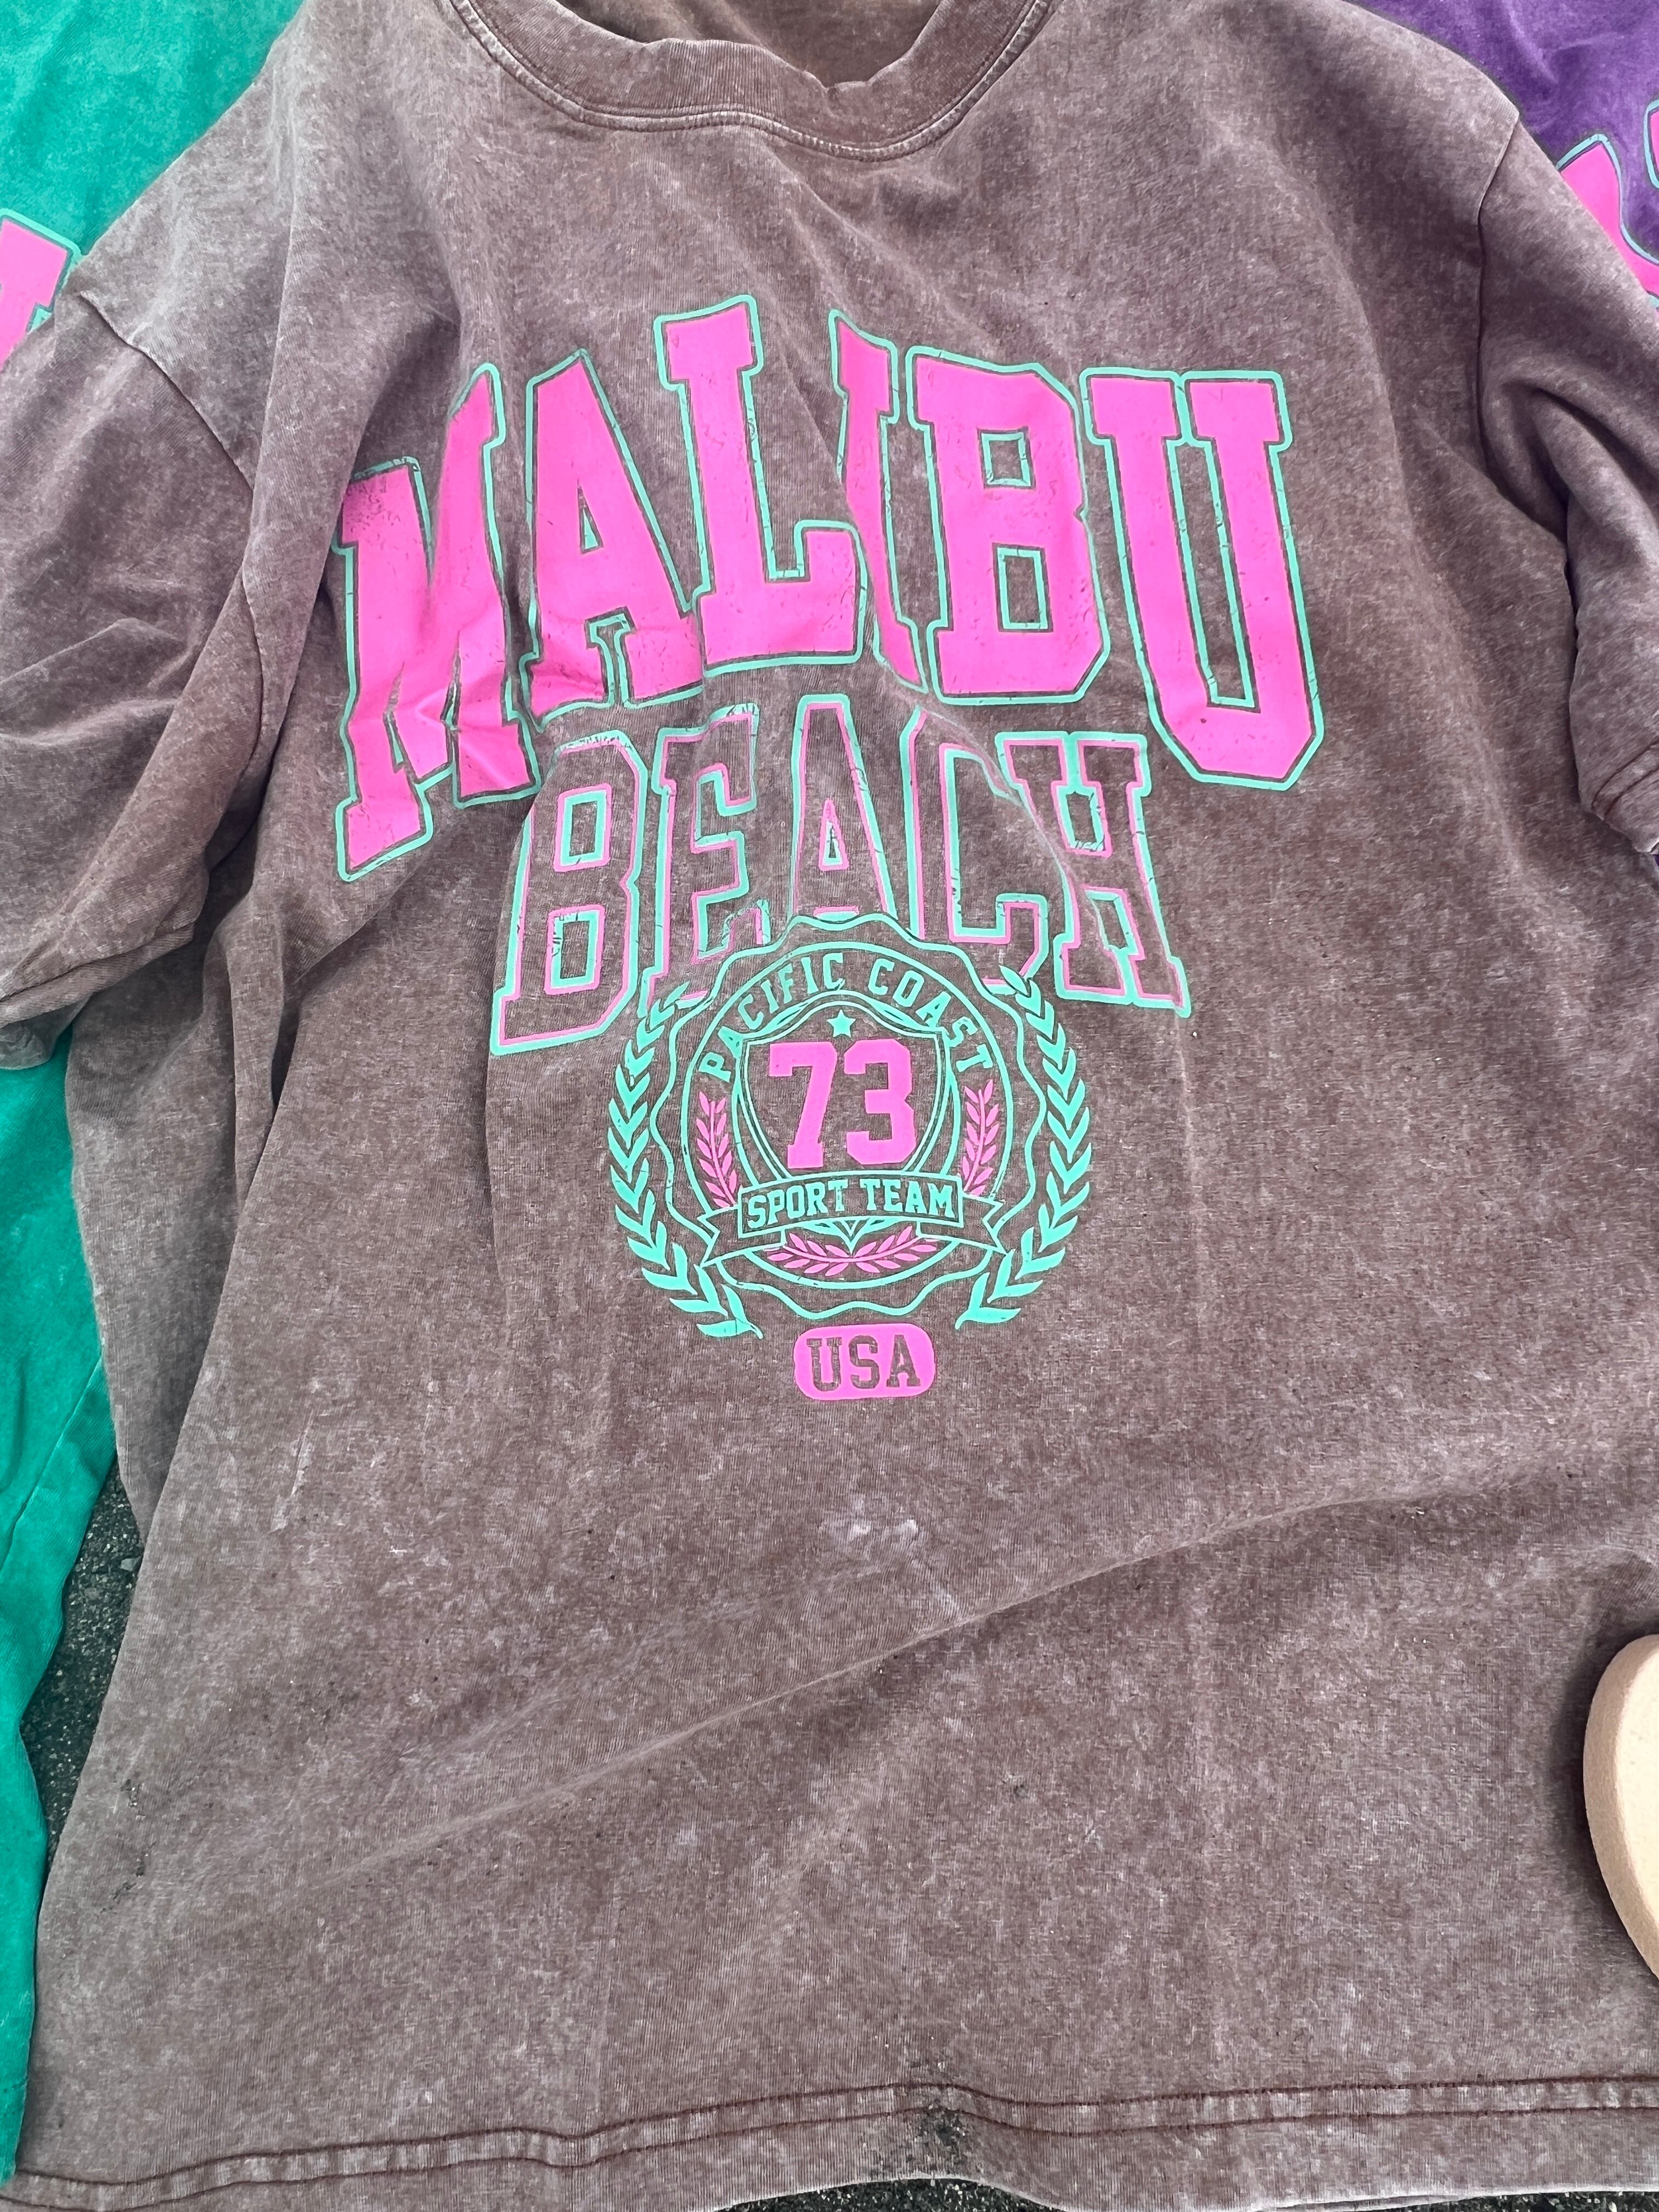 MALIBU
BEACH
PACIFIC COAST
73
SPORT TEAM
USA